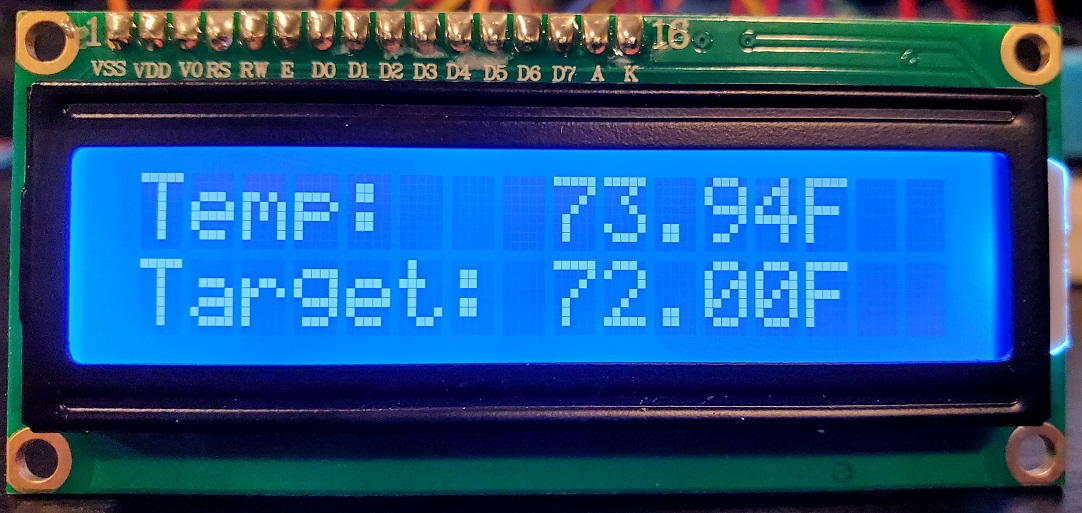 1 16
VSS VDD V0 RS RW E D0 D1 D2 D3 D4 D5 D6 D7 A K
Temp: 73.94F
Target: 72.00F